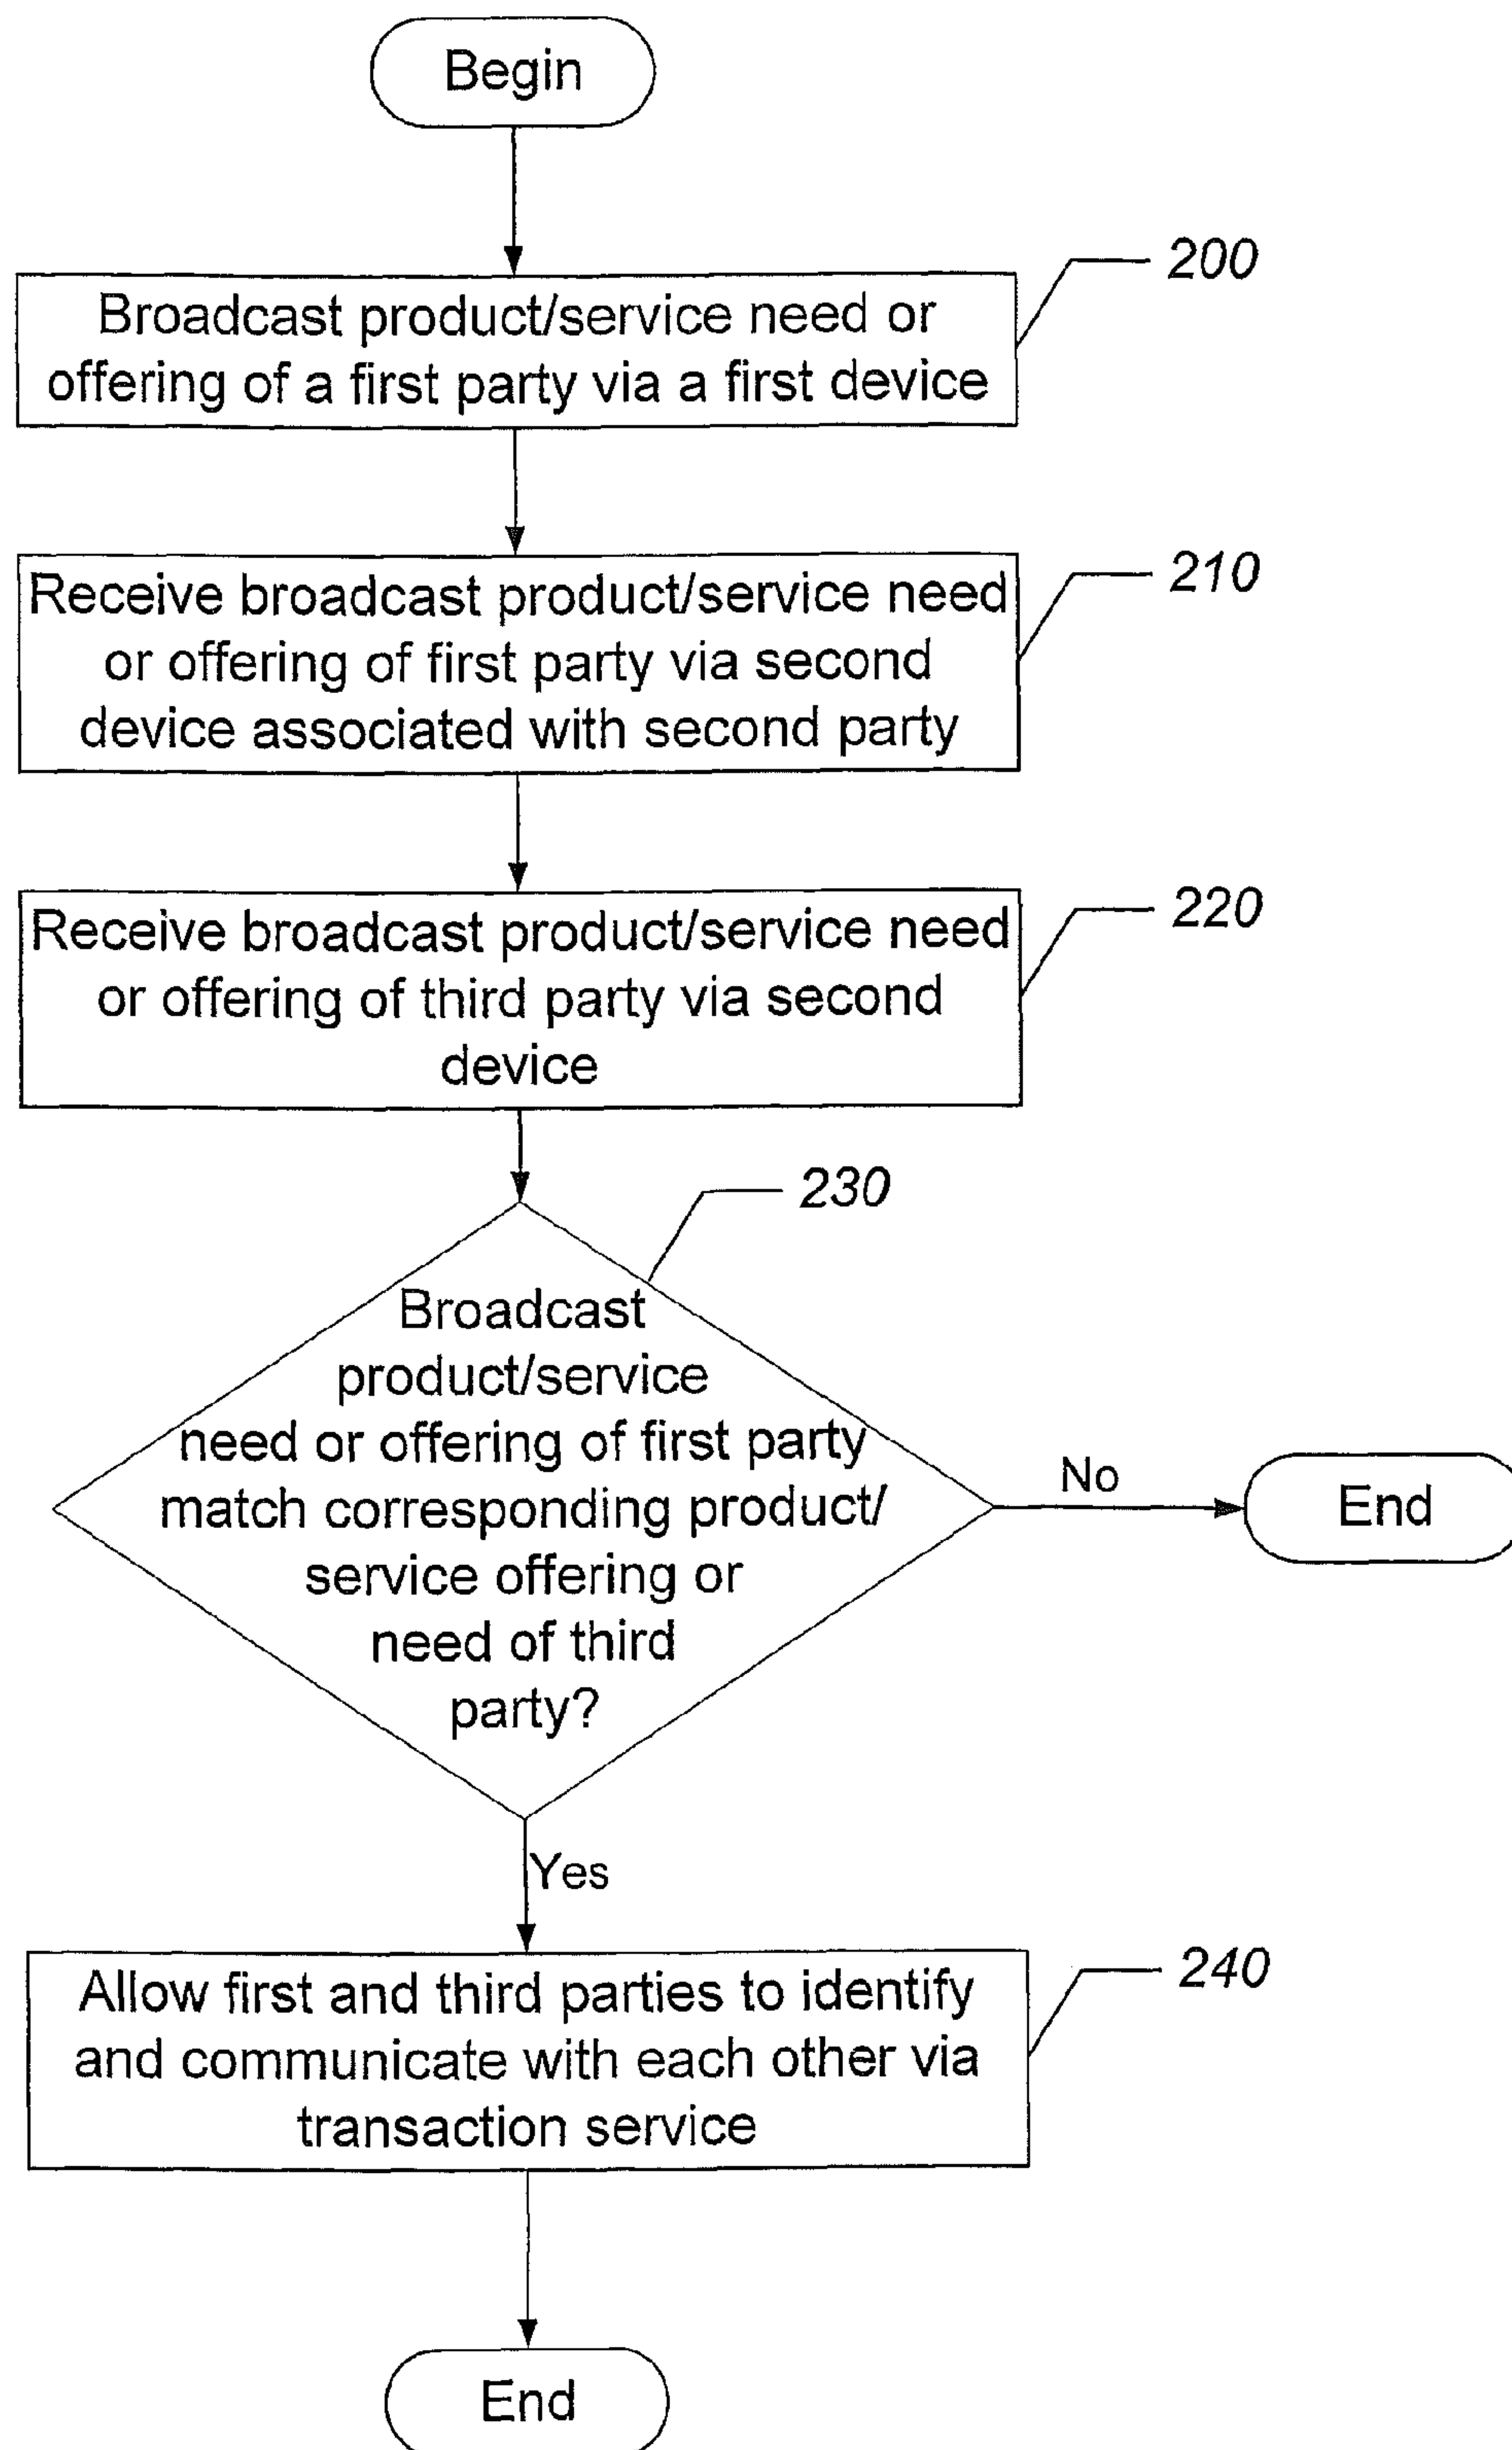 Begin
200
Broadcast product/service need or
offering of a first party via a first device
210
Receive broadcast product/service need
or offering of first party via second
device associated with second party
220
Receive broadcast product/service need
or offering of third party via second
device
230
Broadcast
product/service
need or offering of first party
match corresponding product/
service offering or
need of third
party?
No
End
Yes
240
Allow first and third parties to identify
and communicate with each other via
transaction service
End